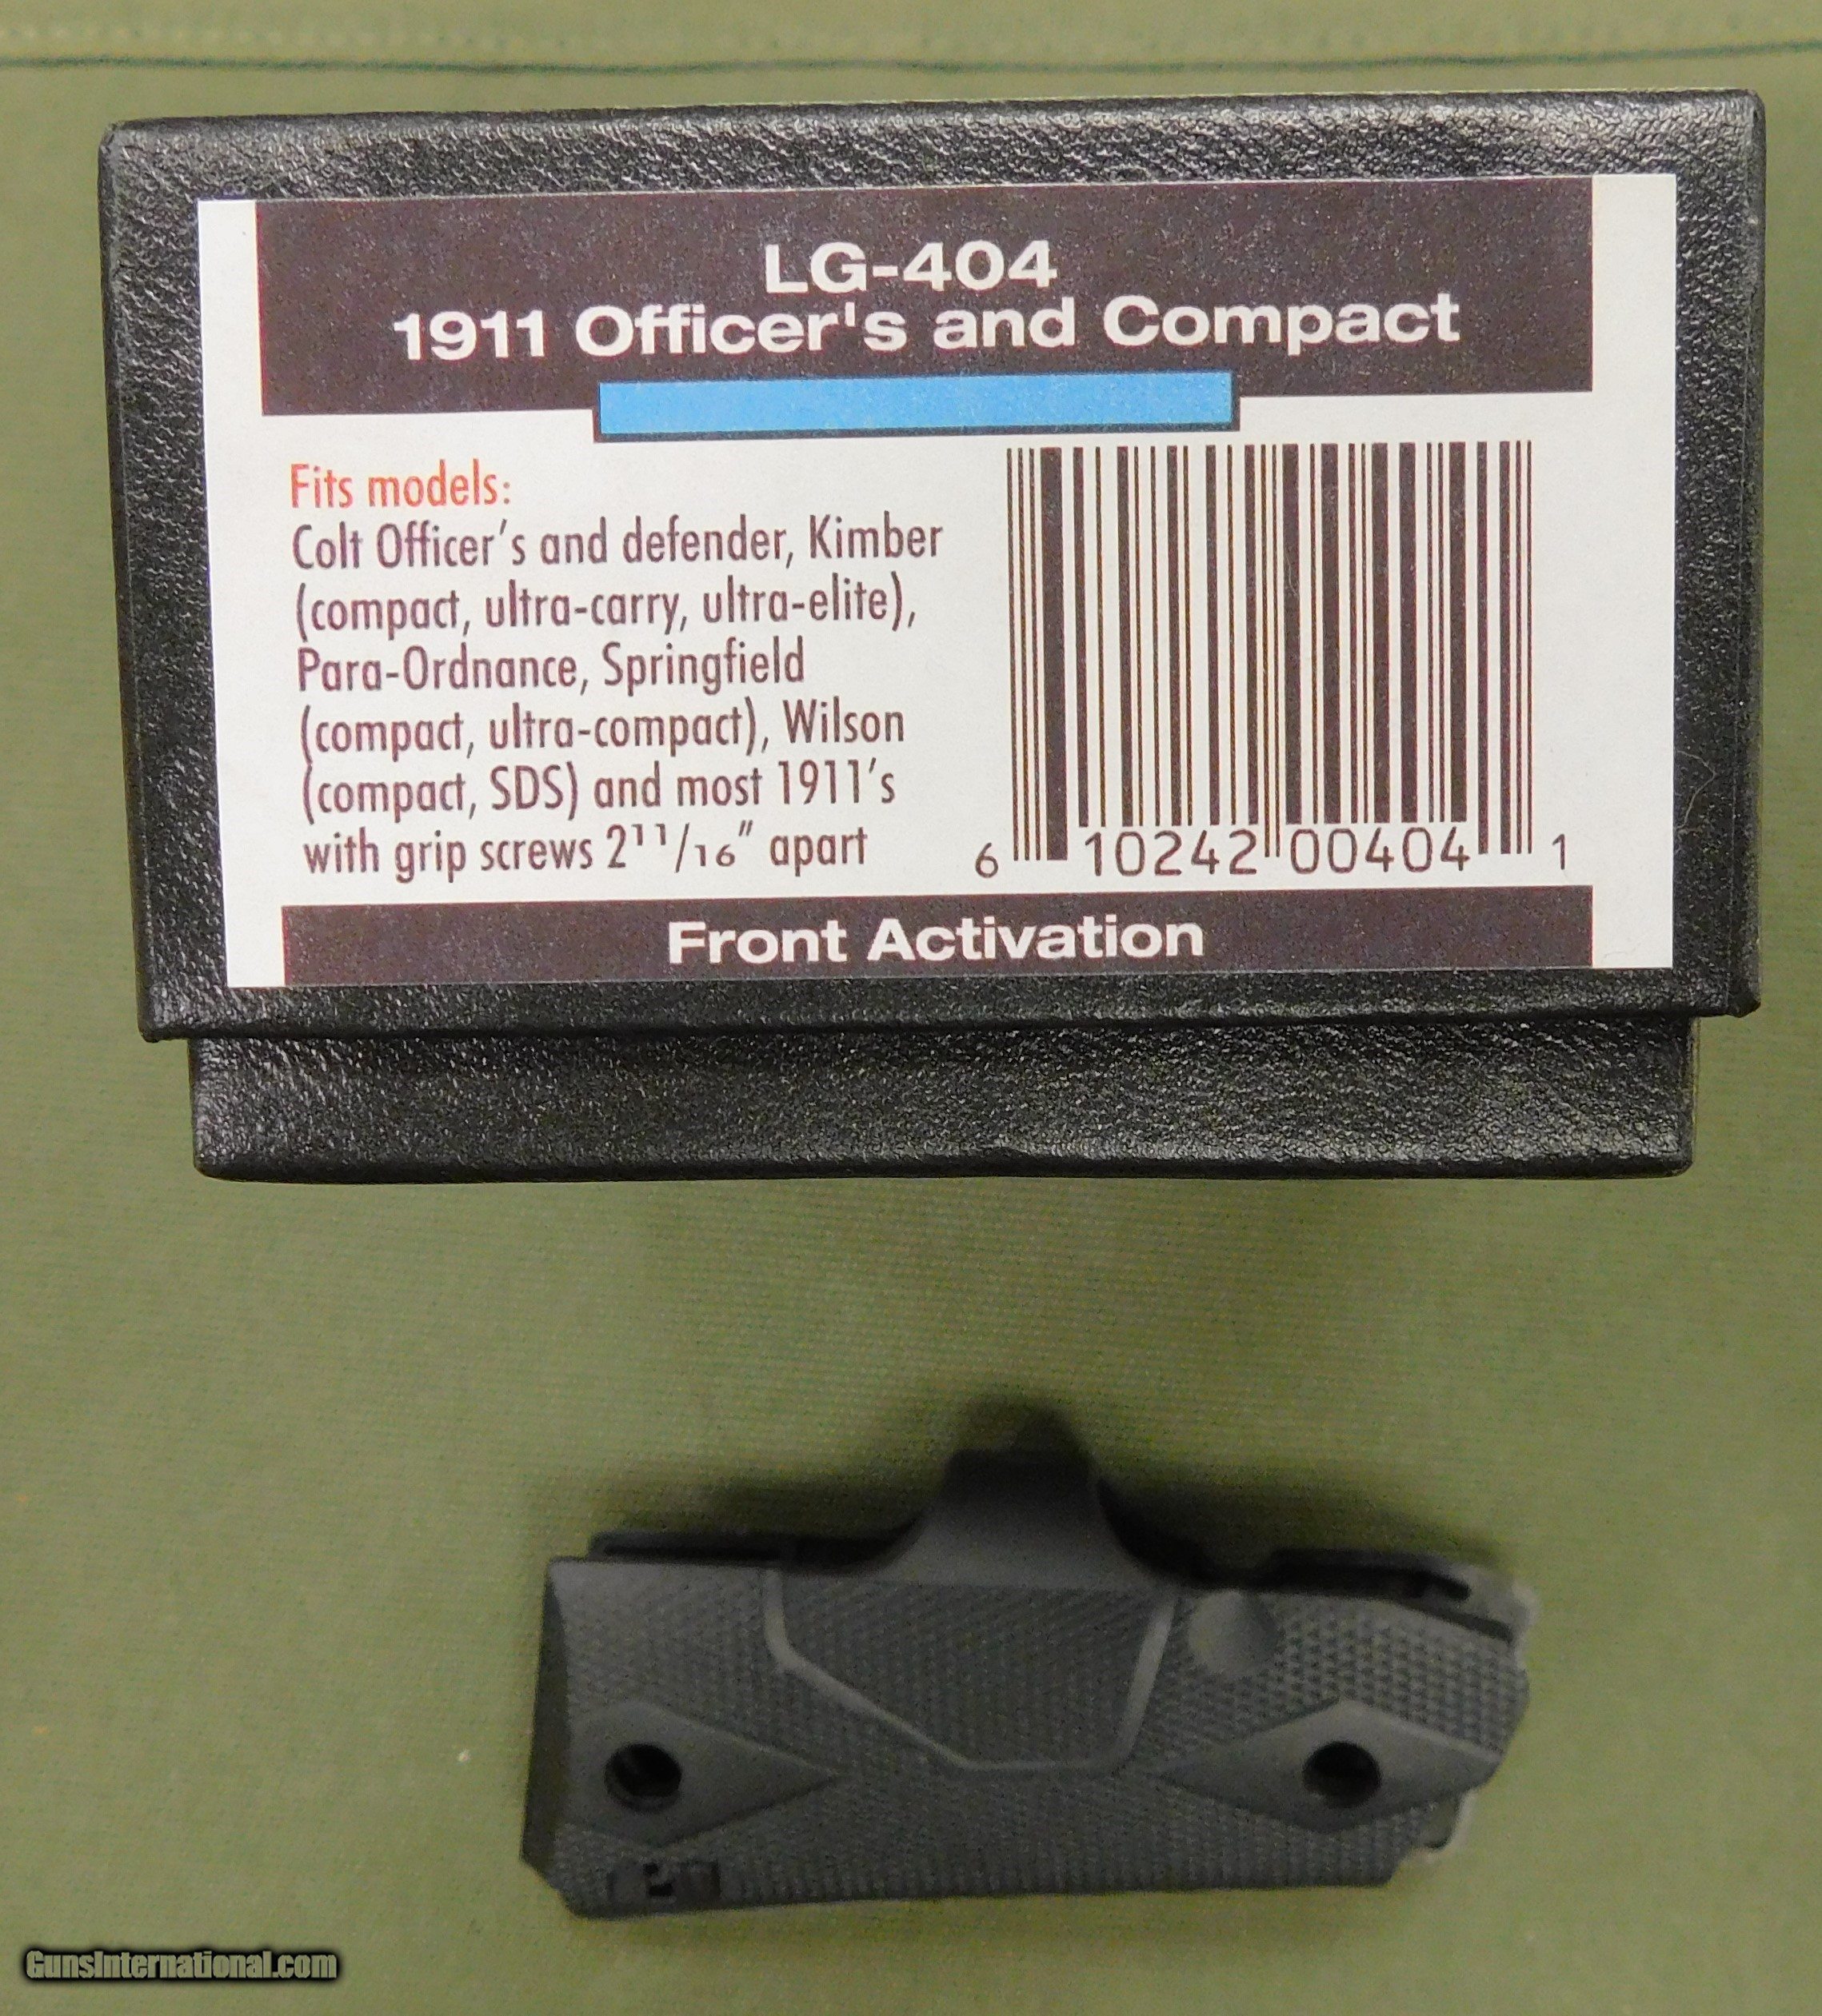 LG-404
1911 Officer's and Compact
Fits models:
Colt Officer's and defender, Kimber
(compact, ultra-carry, ultra-elite),
Para-Ordnance, Springfield
(compact, ultra-compact), Wilson
(compact, SDS) and most 1911's
with grip screws 2 11/16" apart
6 10242 00404 1
Front Activation
GunsInternational.com